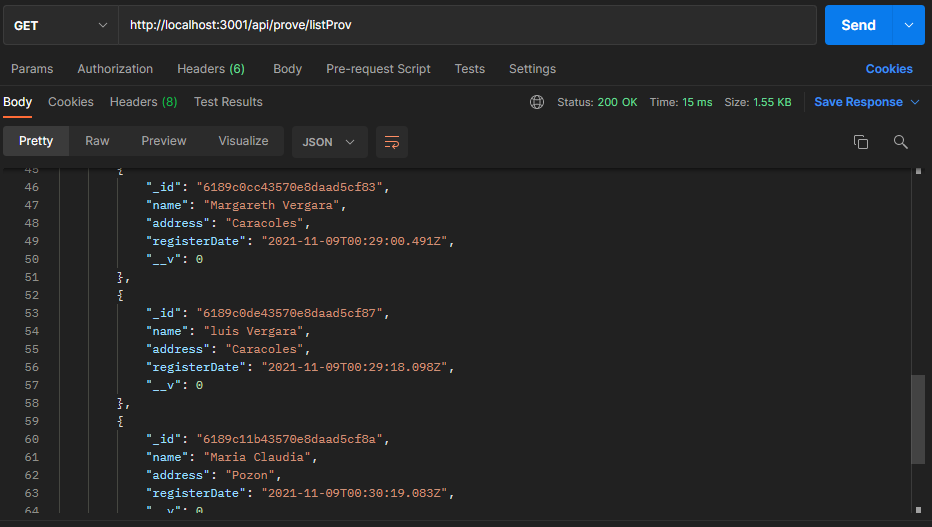 GET http://localhost:3001/api/prove/listProv Send
Params Authorization Headers (6) Body Pre-request Script Tests Settings Cookies
Body Cookies Headers (8) Test Results Status: 200 OK Time: 15 ms Size: 1.55 KB Save Response
Pretty Raw Preview Visualize JSON
45 {
46 "_id": "6189c0cc43570e8daad5cf83",
47 "name": "Margareth Vergara",
48 "address": "Caracoles",
49 "registerDate": "2021-11-09T00:29:00.491Z",
50 "__v": 0
51 },
52 {
53 "_id": "6189c0de43570e8daad5cf87",
54 "name": "luis Vergara",
55 "address": "Caracoles",
56 "registerDate": "2021-11-09T00:29:18.098Z",
57 "__v": 0
58 },
59 {
60 "_id": "6189c11b43570e8daad5cf8a",
61 "name": "Maria Claudia",
62 "address": "Pozon",
63 "registerDate": "2021-11-09T00:30:19.083Z",
64 "__v": 0